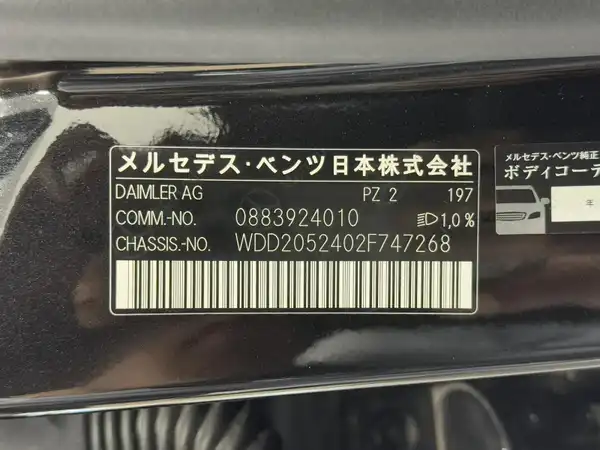 メルセデス・ベンツ日本株式会社
DAIMLER AG PZ 2 197
COMM.-NO. 0883924010 1,0%
CHASSIS.-NO. WDD2052402F747268
メルセデス・ベンツ純正
ボディコーテ
年